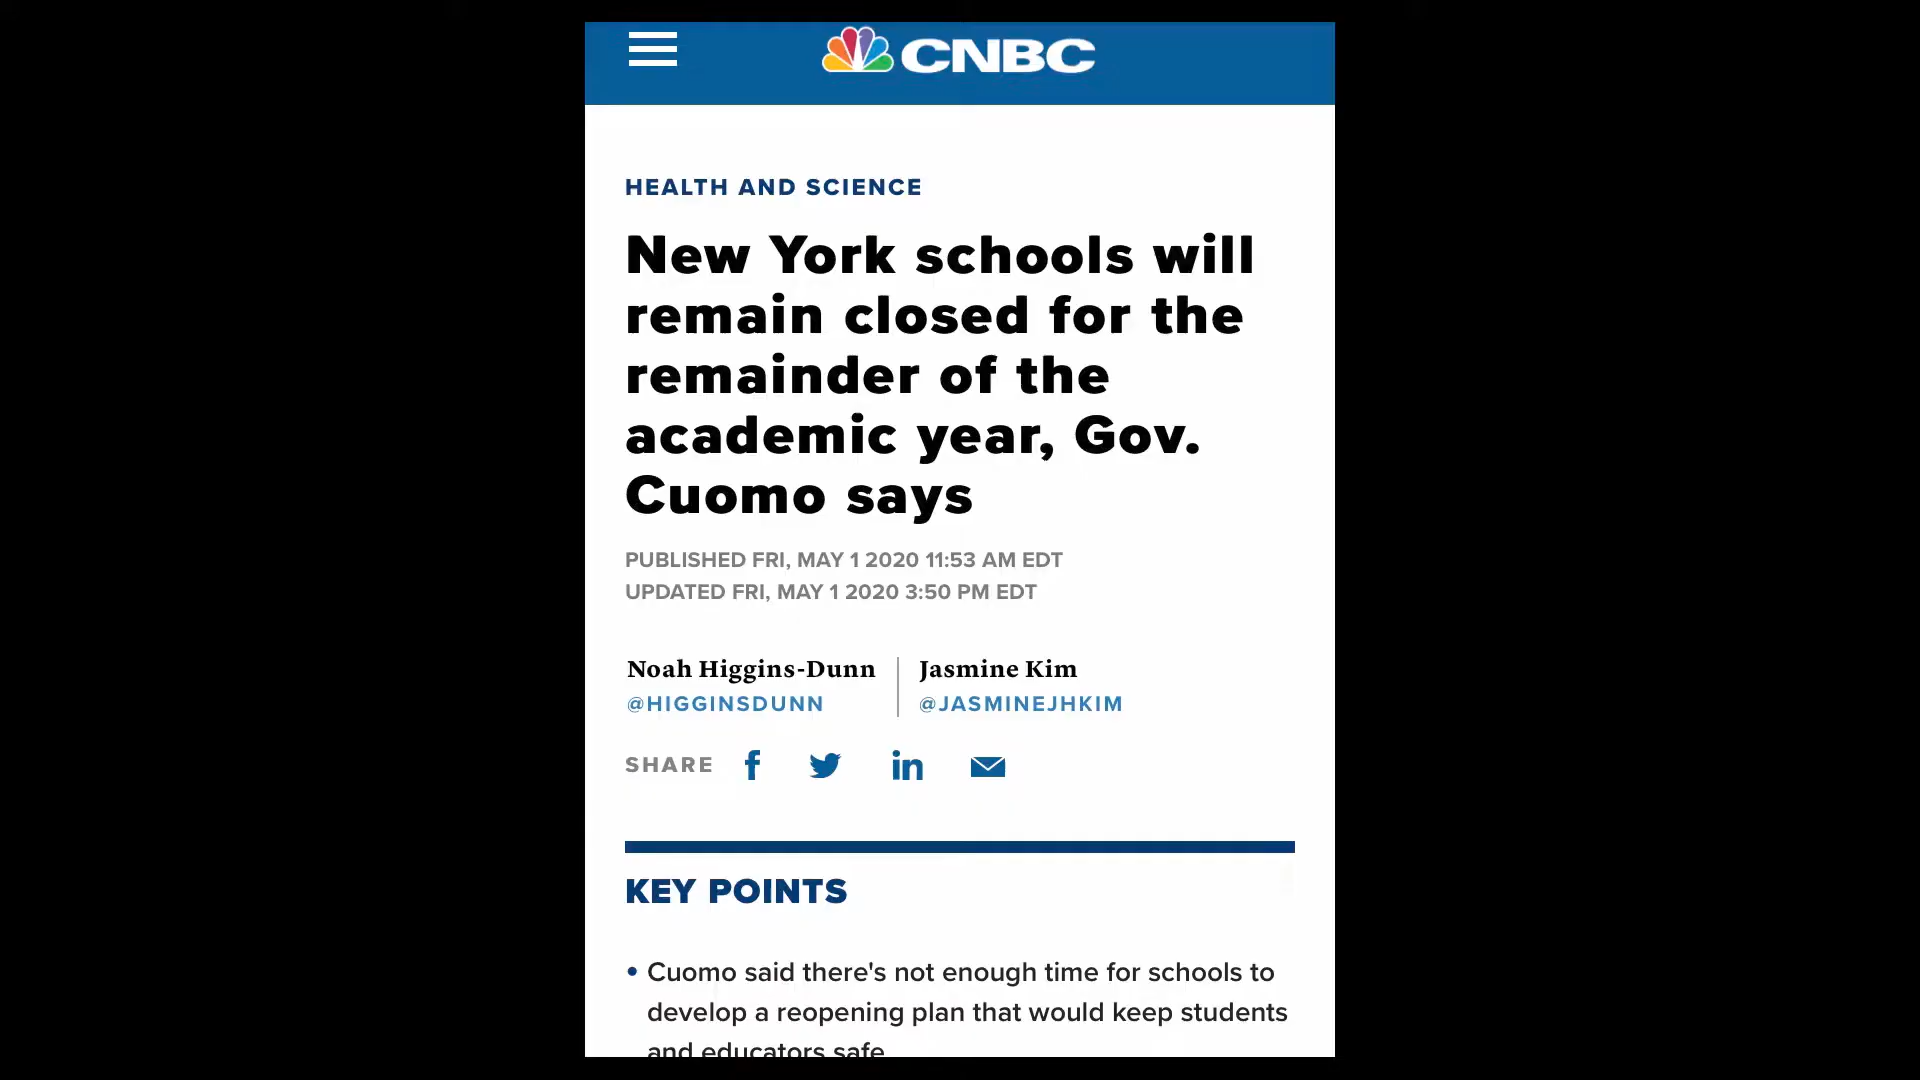 CNBC
HEALTH AND SCIENCE
New York schools will
remain closed for the
remainder of the
academic year, Gov.
Cuomo says
PUBLISHED FRI, MAY 1 2020 11:53 AM EDT
UPDATED FRI, MAY 1 2020 3:50 PM EDT
Noah Higgins-Dunn
@HIGGINSDUNN
Jasmine Kim
@JASMINEJHKIM
SHARE
KEY POINTS
• Cuomo said there's not enough time for schools to
develop a reopening plan that would keep students
and educators safe